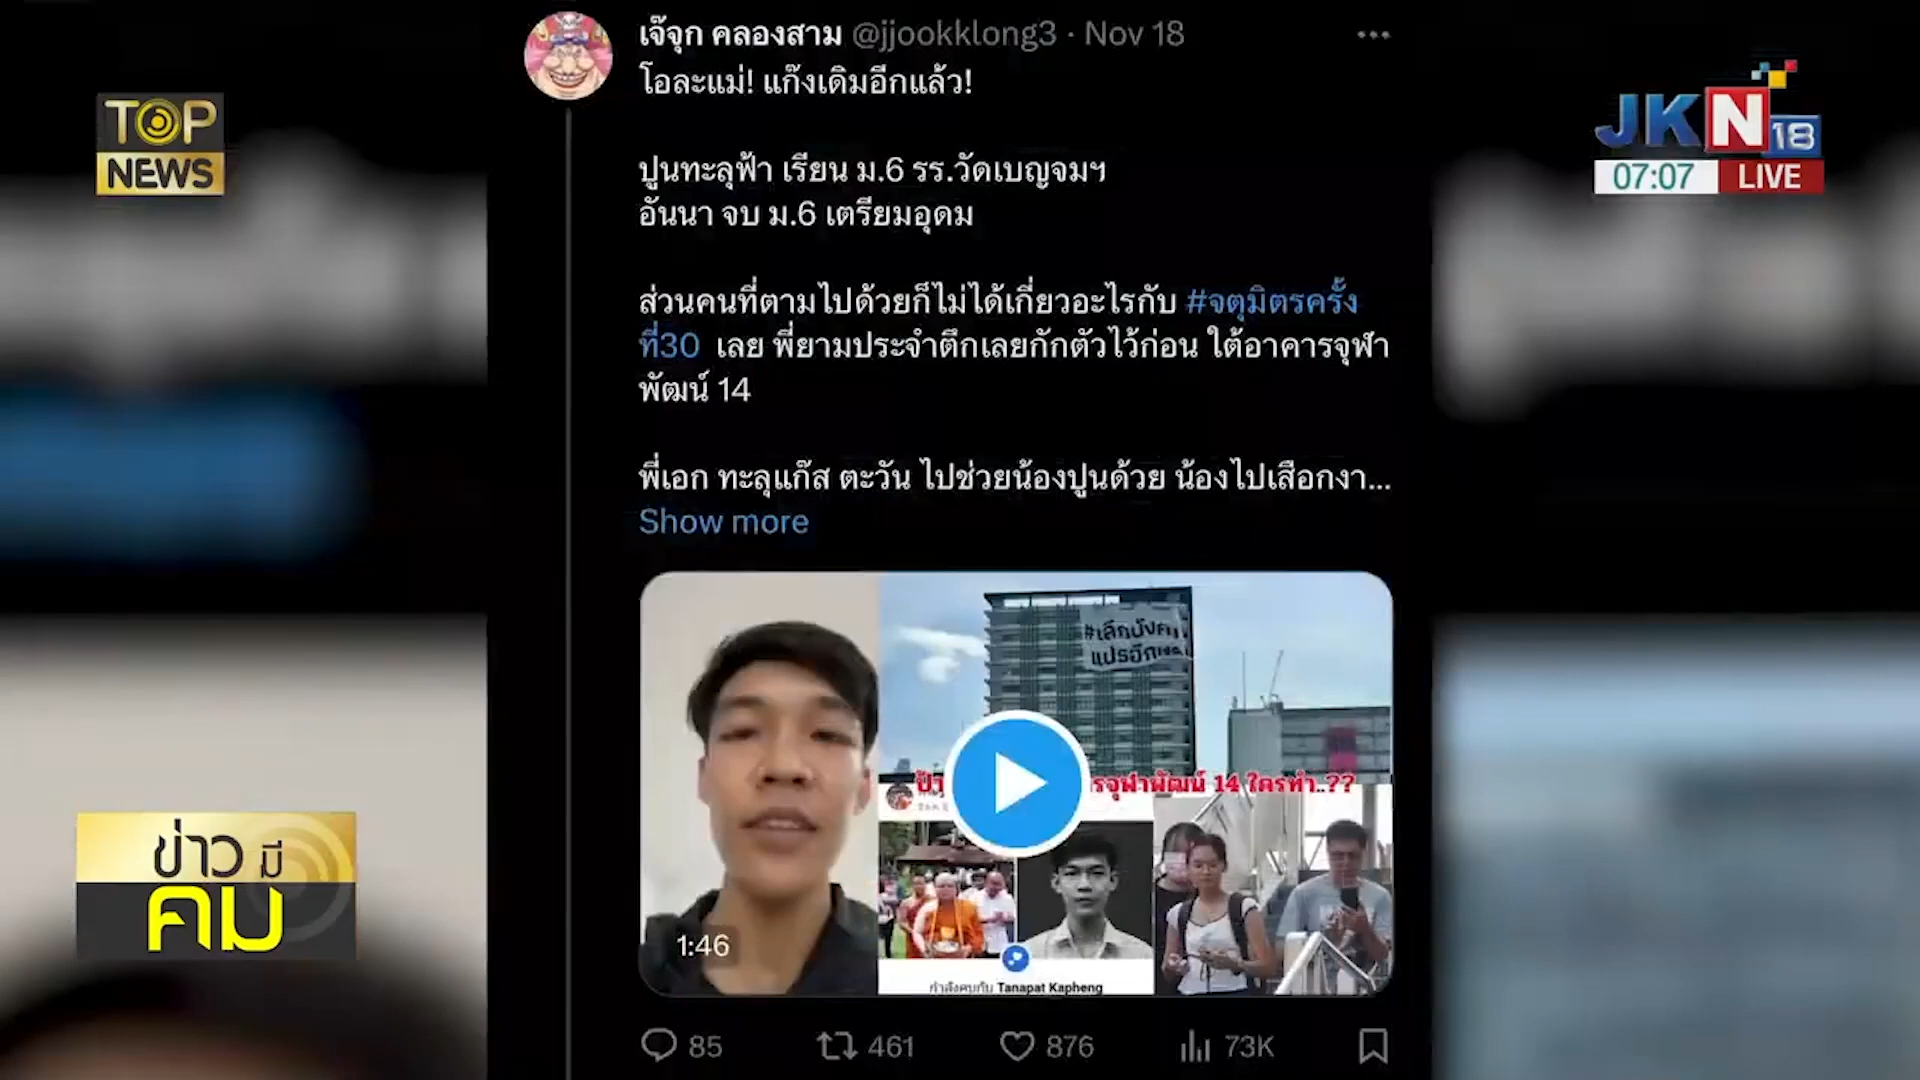 TOP
NEWS
JKN
18
07:07 LIVE
เจ๊จุก คลองสาม @jjookklong3 · Nov 18
โอละแม่! แก๊งเดิมอีกแล้ว!
ปูนทะลุฟ้า เรียน ม.6 รร.วัดเบญจมฯ
อันนา จบ ม.6 เตรียมอุดม
ส่วนคนที่ตามไปด้วยก็ไม่ได้เกี่ยวอะไรกับ #จตุมิตรครั้ง
ที่30 เลย พี่ยามประจำตึกเลยกักตัวไว้ก่อน ใต้อาคารจุฬา
พัฒน์ 14
พี่เอก ทะลุแก๊ส ตะวัน ไปช่วยน้องปูนด้วย น้องไปเสือกงา...
Show more
#เลิกบังคับ
แปรอักษร
รจุฬาพัฒน์ 14 ใครทำ..??
1:46
กำลังคบกับ Tanapat Kapheng
85 461 876 73K
ข่าว มี
คม